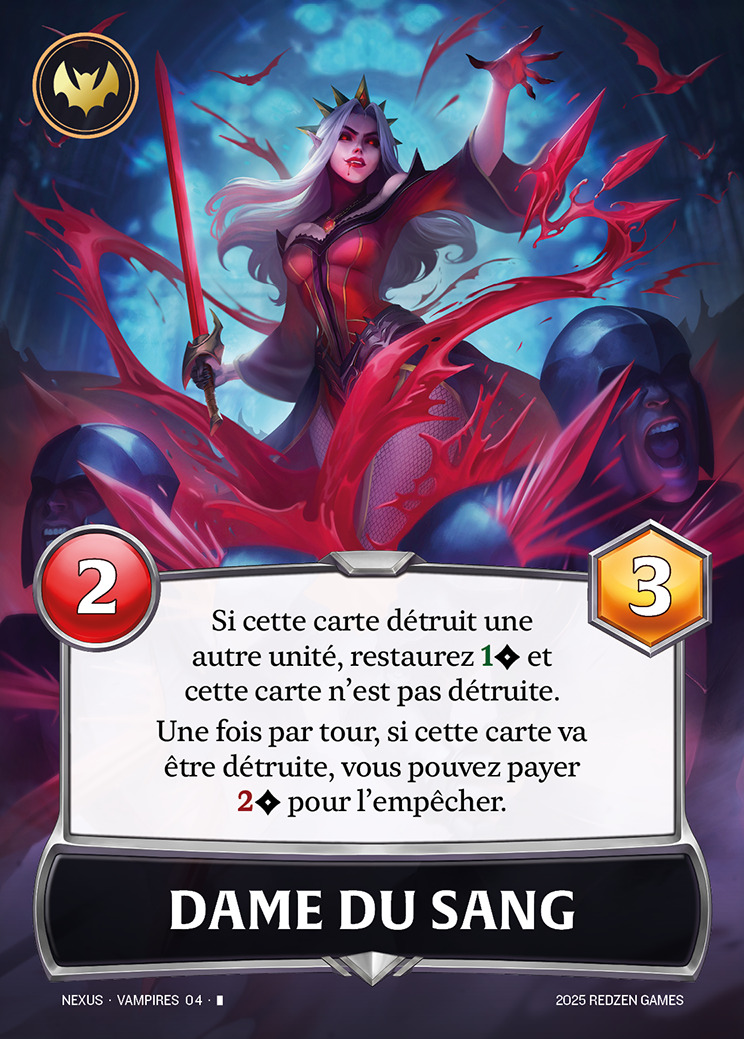 2
3
Si cette carte détruit une
autre unité, restaurez 1 et
cette carte n'est pas détruite.
Une fois par tour, si cette carte va
être détruite, vous pouvez payer
2 pour l'empêcher.
DAME DU SANG
NEXUS · VAMPIRES 04 ·
2025 REDZEN GAMES